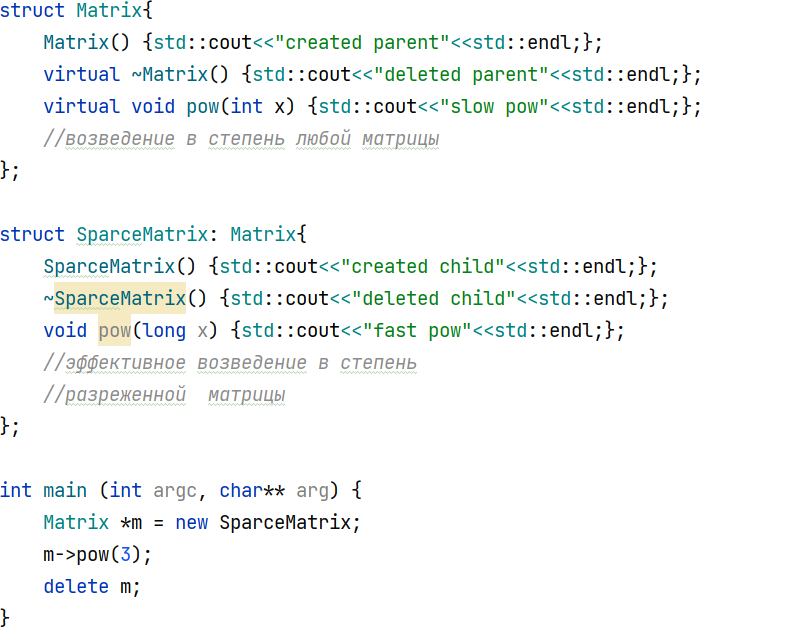 struct Matrix{
    Matrix() {std::cout<<"created parent"<<std::endl;};
    virtual ~Matrix() {std::cout<<"deleted parent"<<std::endl;};
    virtual void pow(int x) {std::cout<<"slow pow"<<std::endl;};
    //возведение в степень любой матрицы
};
struct SparceMatrix: Matrix{
    SparceMatrix() {std::cout<<"created child"<<std::endl;};
    ~SparceMatrix() {std::cout<<"deleted child"<<std::endl;};
    void pow(long x) {std::cout<<"fast pow"<<std::endl;};
    //эффективное возведение в степень
    //разреженной  матрицы
};
int main (int argc, char** arg) {
    Matrix *m = new SparceMatrix;
    m->pow(3);
    delete m;
}